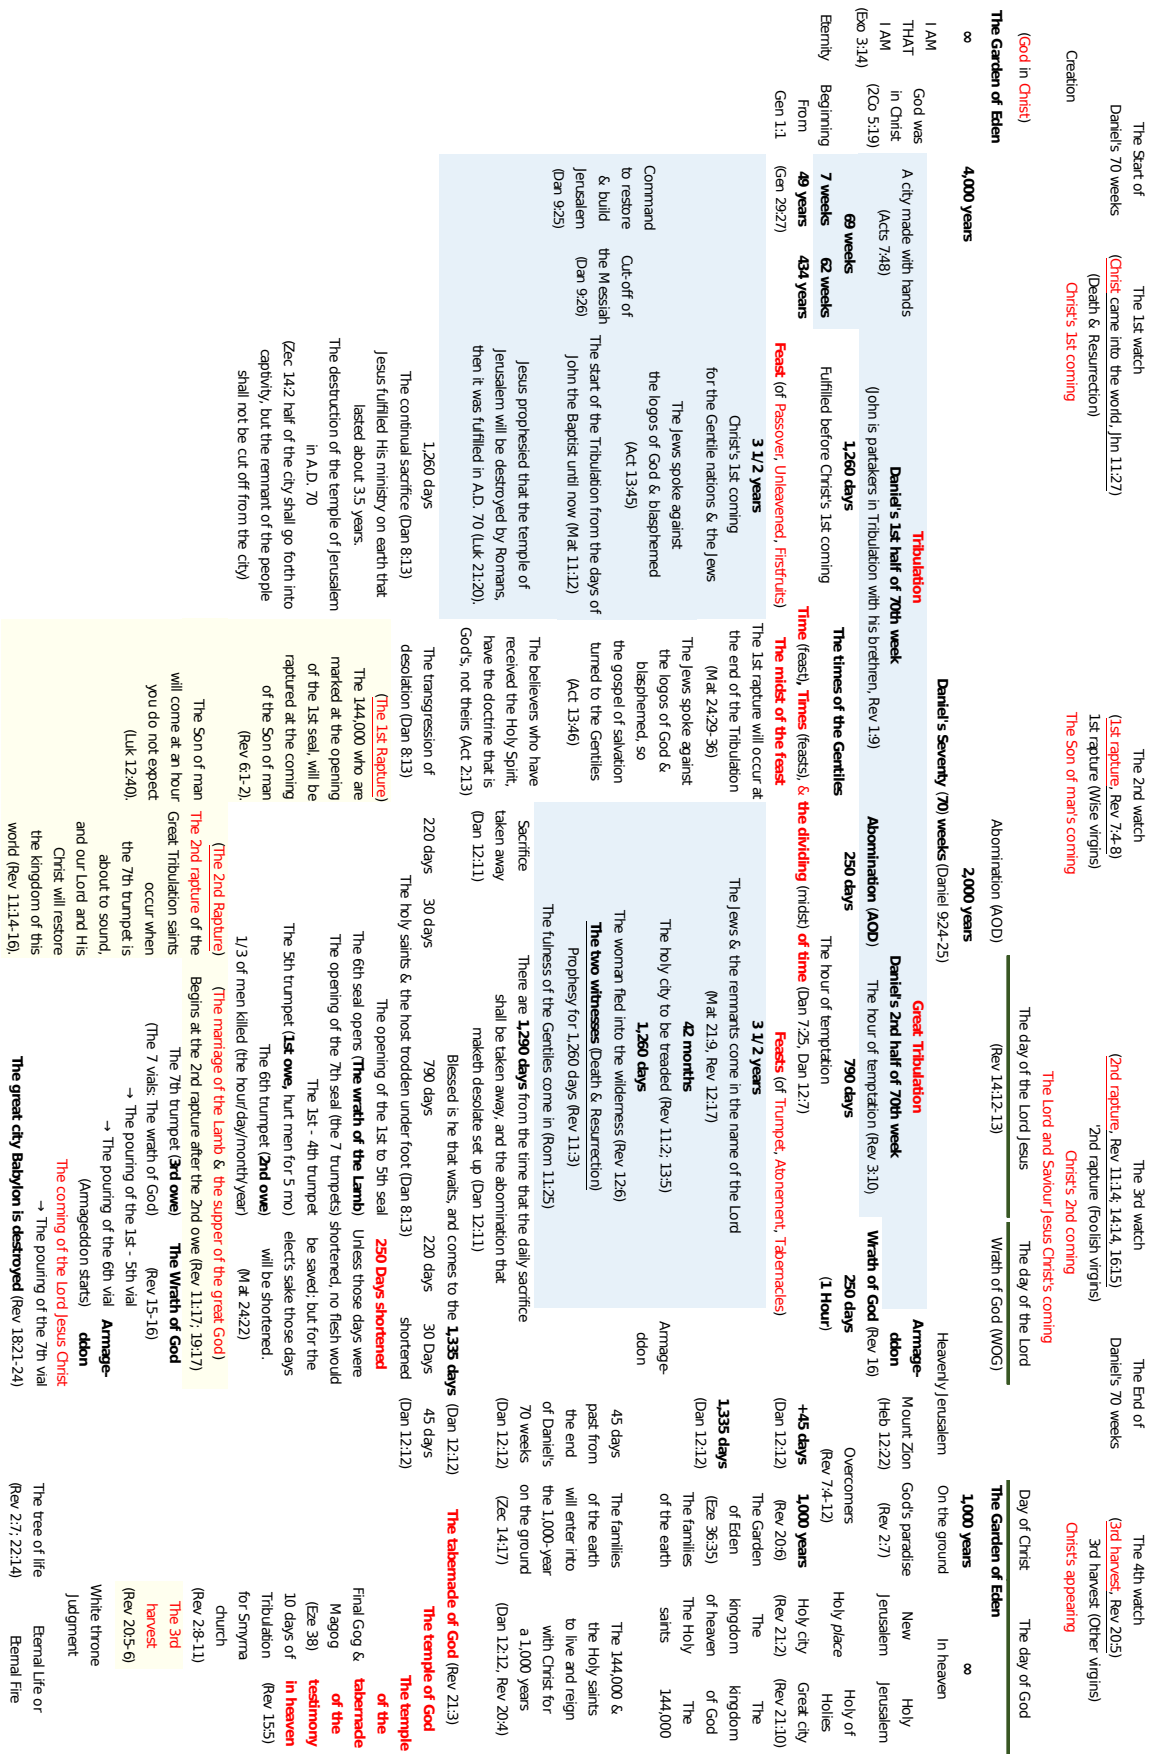 The Start of
Daniel's 70 weeks
The 1st watch
(Christ came into the world, Jhn 11:27)
(Death & Resurrection)
Christ's 1st coming
The 2nd watch
(1st rapture, Rev 7:4-8)
1st rapture (Wise virgins)
The Son of man's coming
The 3rd watch
(2nd rapture, Rev 11:14; 14:14, 16:15)
'2nd rapture (Foolish virgins)
Christ's 2nd coming
The Lord and Saviour Jesus Christ's coming
The End of
Daniel's 70 weeks
The 4th watch
(3rd harvest, Rev 20:5)
3rd harvest (Other virgins)
Christ's appearing
Creation
(God in Christ)
The day of the Lord Jesus
The day of the Lord
Day of Christ
The day of God
The Garden of Eden
Abomination (AOD)
(Rev 14:12-13)
Wrath of God (WOG)
The Garden of Eden
∞
4,000 years
2,000 years
1,000 years
∞
Daniel's Seventy (70) weeks (Daniel 9:24-25)
Heavenly Jerusalem
On the ground
In heaven
I AM
THAT
I AM
(Exo 3:14)
Eternity
God was
in Christ
(2Co 5:19)
Beginning
From
Gen 1:1
A city made with hands
(Acts 7:48)
69 weeks
7 weeks
62 weeks
49 years
434 years
(Gen 29:27)
Tribulation
Daniel's 1st half of 70th week
(John is partakers in Tribulation with his brethren, Rev 1:9)
1,260 days
The times of the Gentiles
Fulfilled before Christ's 1st coming
Abomination (AOD)
250 days
Great Tribulation
Daniel's 2nd half of 70th week
The hour of temptation (Rev 3:10)
790 days
The hour of temptation
Wrath of God (Rev 16)
250 days
(1 Hour)
Armage-
ddon
Mount Zion
(Heb 12:22)
God's paradise
(Rev 2:7)
Overcomers
(Rev 7:4-12)
New
Jerusalem
Holy
Jerusalem
Holy place
Holy of
Holies
Time (feast), Times (feasts), & the dividing (midst) of time (Dan 7:25, Dan 12:7)
+45 days
(Dan 12:12)
1,000 years
(Rev 20:6)
Holy city
(Rev 21:2)
Great city
(Rev 21:10)
Feast (of Passover, Unleavened, Firstfruits)
The midst of the feast
Feasts (of Trumpet, Atonement, Tabernacles)
Command
to restore
& build
Jerusalem
(Dan 9:25)
Cut-off of
the Messiah
(Dan 9:26)
3 1/2 years
Christ's 1st coming
for the Gentile nations & the Jews
The Jews spoke against
the logos of God & blasphemed
(Act 13:45)
The start of the Tribulation from the days of
John the Baptist until now (Mat 11:12)
Jesus prophesied that the temple of
Jerusalem will be destroyed by Romans,
then it was fulfilled in A.D. 70 (Luk 21:20).
The 1st rapture will occur at
the end of the Tribulation
(Mat 24:29-36)
The Jews spoke against
the logos of God &
blasphemed, so
the gospel of salvation
turned to the Gentiles
(Act 13:46)
The believers who have
received the Holy Spirit,
have the doctrine that is
God's, not theirs (Act 2:13)
3 1/2 years
The Jews & the remnants come in the name of the Lord
(Mat 21:9, Rev 12:17)
42 months
The holy city to be treaded (Rev 11:2; 13:5)
1,260 days
The woman fled into the wilderness (Rev 12:6)
The two witnesses (Death & Resurrection)
Prophesy for 1,260 days (Rev 11:3)
The fulness of the Gentiles come in (Rom 11:25)
Sacrifice
taken away
(Dan 12:11)
There are 1,290 days from the time that the daily sacrifice
shall be taken away, and the abomination that
maketh desolate set up (Dan 12:11)
Armage-
ddon
1,335 days
(Dan 12:12)
45 days
past from
the end
of Daniel's
70 weeks
(Dan 12:12)
The Garden
of Eden
(Eze 36:35)
The families
of the earth
The
kingdom
of heaven
The Holy
saints
The
kingdom
of God
The
144,000
The families
of the earth
will enter into
the 1,000-year
on the ground
(Zec 14:17)
The 144,000 &
the Holy saints
to live and reign
with Christ for
a 1,000 years
(Dan 12:12, Rev 20:4)
Blessed is he that waits, and comes to the 1,335 days (Dan 12:12)
The tabernacle of God (Rev 21:3)
1,260 days
The continual sacrifice (Dan 8:13)
Jesus fulfilled His ministry on earth that
lasted about 3.5 years.
The destruction of the temple of Jerusalem
in A.D. 70
(Zec 14:2 half of the city shall go forth into
captivity, but the remnant of the people
shall not be cut off from the city)
The transgression of
desolation (Dan 8:13)
(The 1st Rapture)
The 144,000 who are
marked at the opening
of the 1st seal, will be
raptured at the coming
of the Son of man
(Rev 6:1-2).
The Son of man
will come at an hour
you do not expect
(Luk 12:40).
220 days
30 days
790 days
220 days
30 Days
45 days
The holy saints & the host trodden under foot (Dan 8:13)
shortened
(Dan 12:12)
The opening of the 1st to 5th seal
The 6th seal opens (The wrath of the Lamb)
The opening of the 7th seal (the 7 trumpets)
The 1st - 4th trumpet
The 5th trumpet (1st owe, hurt men for 5 mo)
The 6th trumpet (2nd owe)
1/3 of men killed (the hour/day/month/year)
250 Days shortened
Unless those days were
shortened, no flesh would
be saved; but for the
elect's sake those days
will be shortened.
(Mat 24:22)
(The 2nd Rapture)
The 2nd rapture of the
Great Tribulation saints
occur when
the 7th trumpet is
about to sound,
and our Lord and His
Christ will restore
the kingdom of this
world (Rev 11:14-16).
(The marriage of the Lamb & the supper of the great God)
Begins at the 2nd rapture after the 2nd owe (Rev 11:17; 19:17)
The 7th trumpet (3rd owe)
The Wrath of God
(The 7 vials: The wrath of God)
(Rev 15-16)
→ The pouring of the 1st - 5th vial
→ The pouring of the 6th vial
(Armageddon starts)
Armage-
ddon
The coming of the Lord Jesus Christ
→ The pouring of the 7th vial
The great city Babylon is destroyed (Rev 18:21-24)
The temple of God
Final Gog &
Magog
(Eze 38)
10 days of
Tribulation
for Smyrna
church
(Rev 2:8-11)
The 3rd
harvest
(Rev 20:5-6)
White throne
Judgment
The temple
of the
tabernacle
of the
testimony
in heaven
(Rev 15:5)
The tree of life
(Rev 2:7; 22:14)
Eternal Life or
Eternal Fire